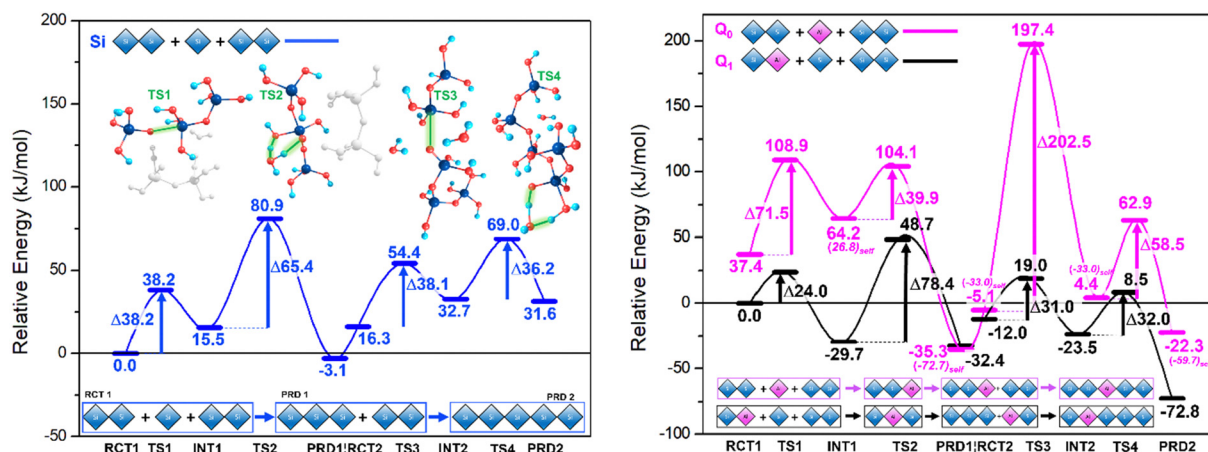 200
150
100
50
0
-50
Relative Energy (kJ/mol)
Si
+
+
TS1
TS2
TS3
TS4
0.0
Δ38.2
38.2
15.5
80.9
Δ65.4
-3.1
16.3
54.4
Δ38.1
32.7
69.0
Δ36.2
31.6
RCT 1
PRD 1
PRD 2
RCT1 TS1 INT1 TS2 PRD1 RCT2 TS3 INT2 TS4 PRD2
200
150
100
50
0
-50
-100
Relative Energy (kJ/mol)
Q0 Si Al
Q1 Al
37.4
Δ71.5
108.9
64.2
(26.8)self
104.1
Δ39.9
-35.3
(-72.7)self
(-33.0)self
-5.1
197.4
Δ202.5
(-33.0)self
4.4
62.9
Δ58.5
-22.3
0.0
Δ24.0
-29.7
48.7
Δ78.4
-32.4
-12.0
19.0
Δ31.0
-23.5
8.5
Δ32.0
-72.8
RCT1 TS1 INT1 TS2 PRD1 RCT2 TS3 INT2 TS4 PRD2